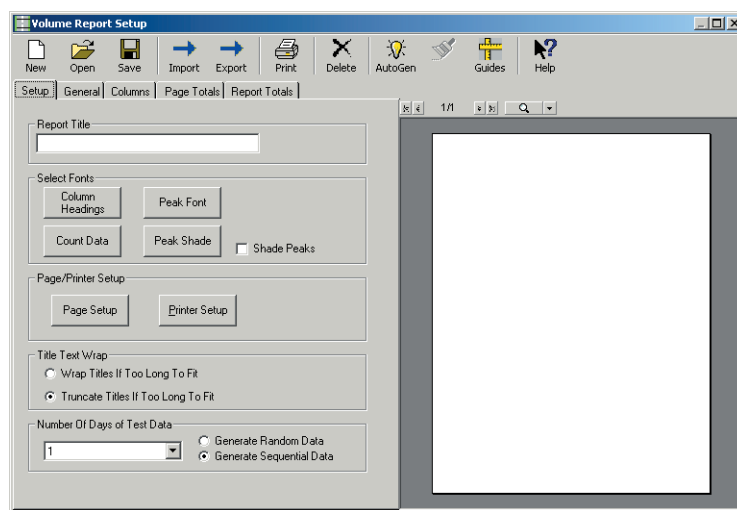 Volume Report Setup
New Open Save Import Export Print Delete AutoGen Guides Help
Setup General Columns Page Totals Report Totals
1/1
Report Title
Select Fonts
Column
Headings
Peak Font
Count Data
Peak Shade
Shade Peaks
Page/Printer Setup
Page Setup
Printer Setup
Title Text Wrap
Wrap Titles If Too Long To Fit
Truncate Titles If Too Long To Fit
Number Of Days of Test Data
1
Generate Random Data
Generate Sequential Data